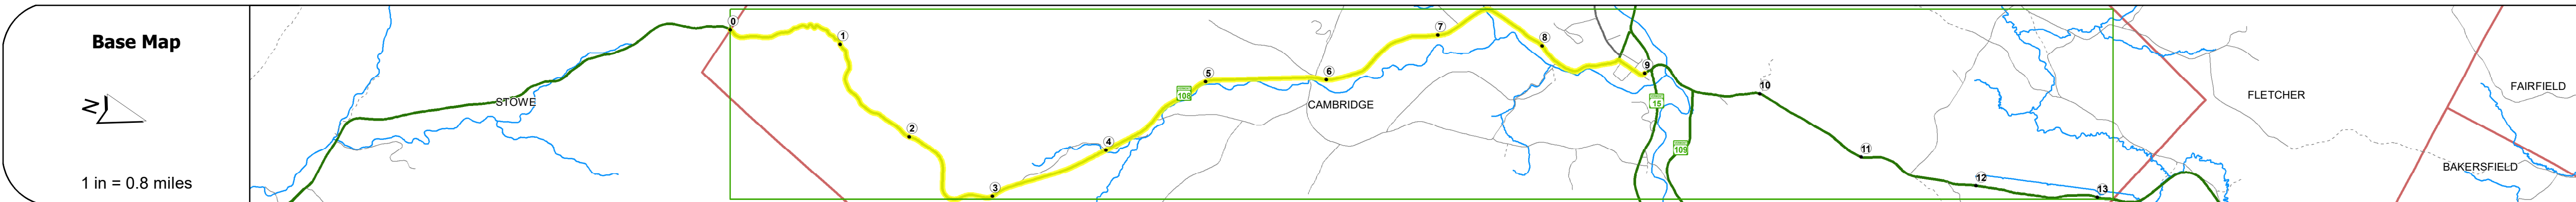 Base Map
N
1 in = 0.8 miles
STOWE
0
1
2
3
4
108
5
6
CAMBRIDGE
7
8
9
15
109
10
11
12
13
FLETCHER
FAIRFIELD
BAKERSFIELD